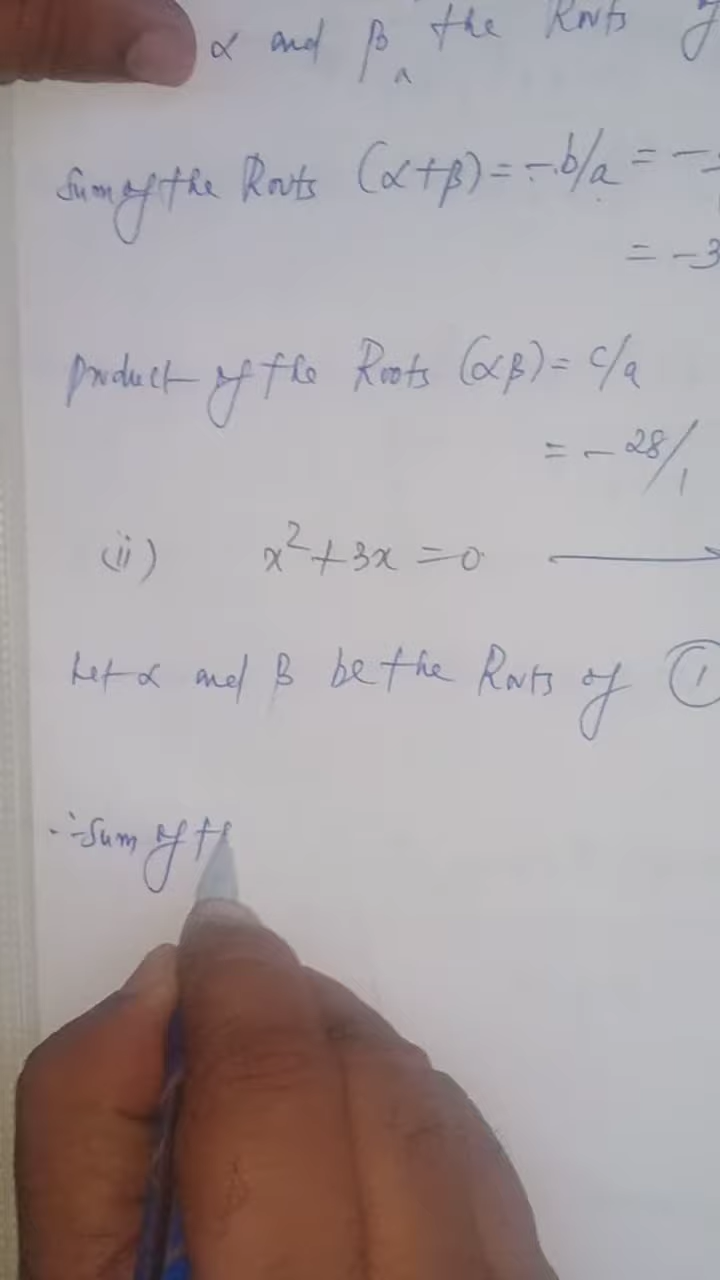 α and β ∧ the Roots of
Sum of the Roots (α+β) = -b/a = -
= -3
Product of the Roots (αβ) = c/a
= -28/1
(ii) x²+3x=0 →
Let α and β be the Roots of ①
∴ Sum of th